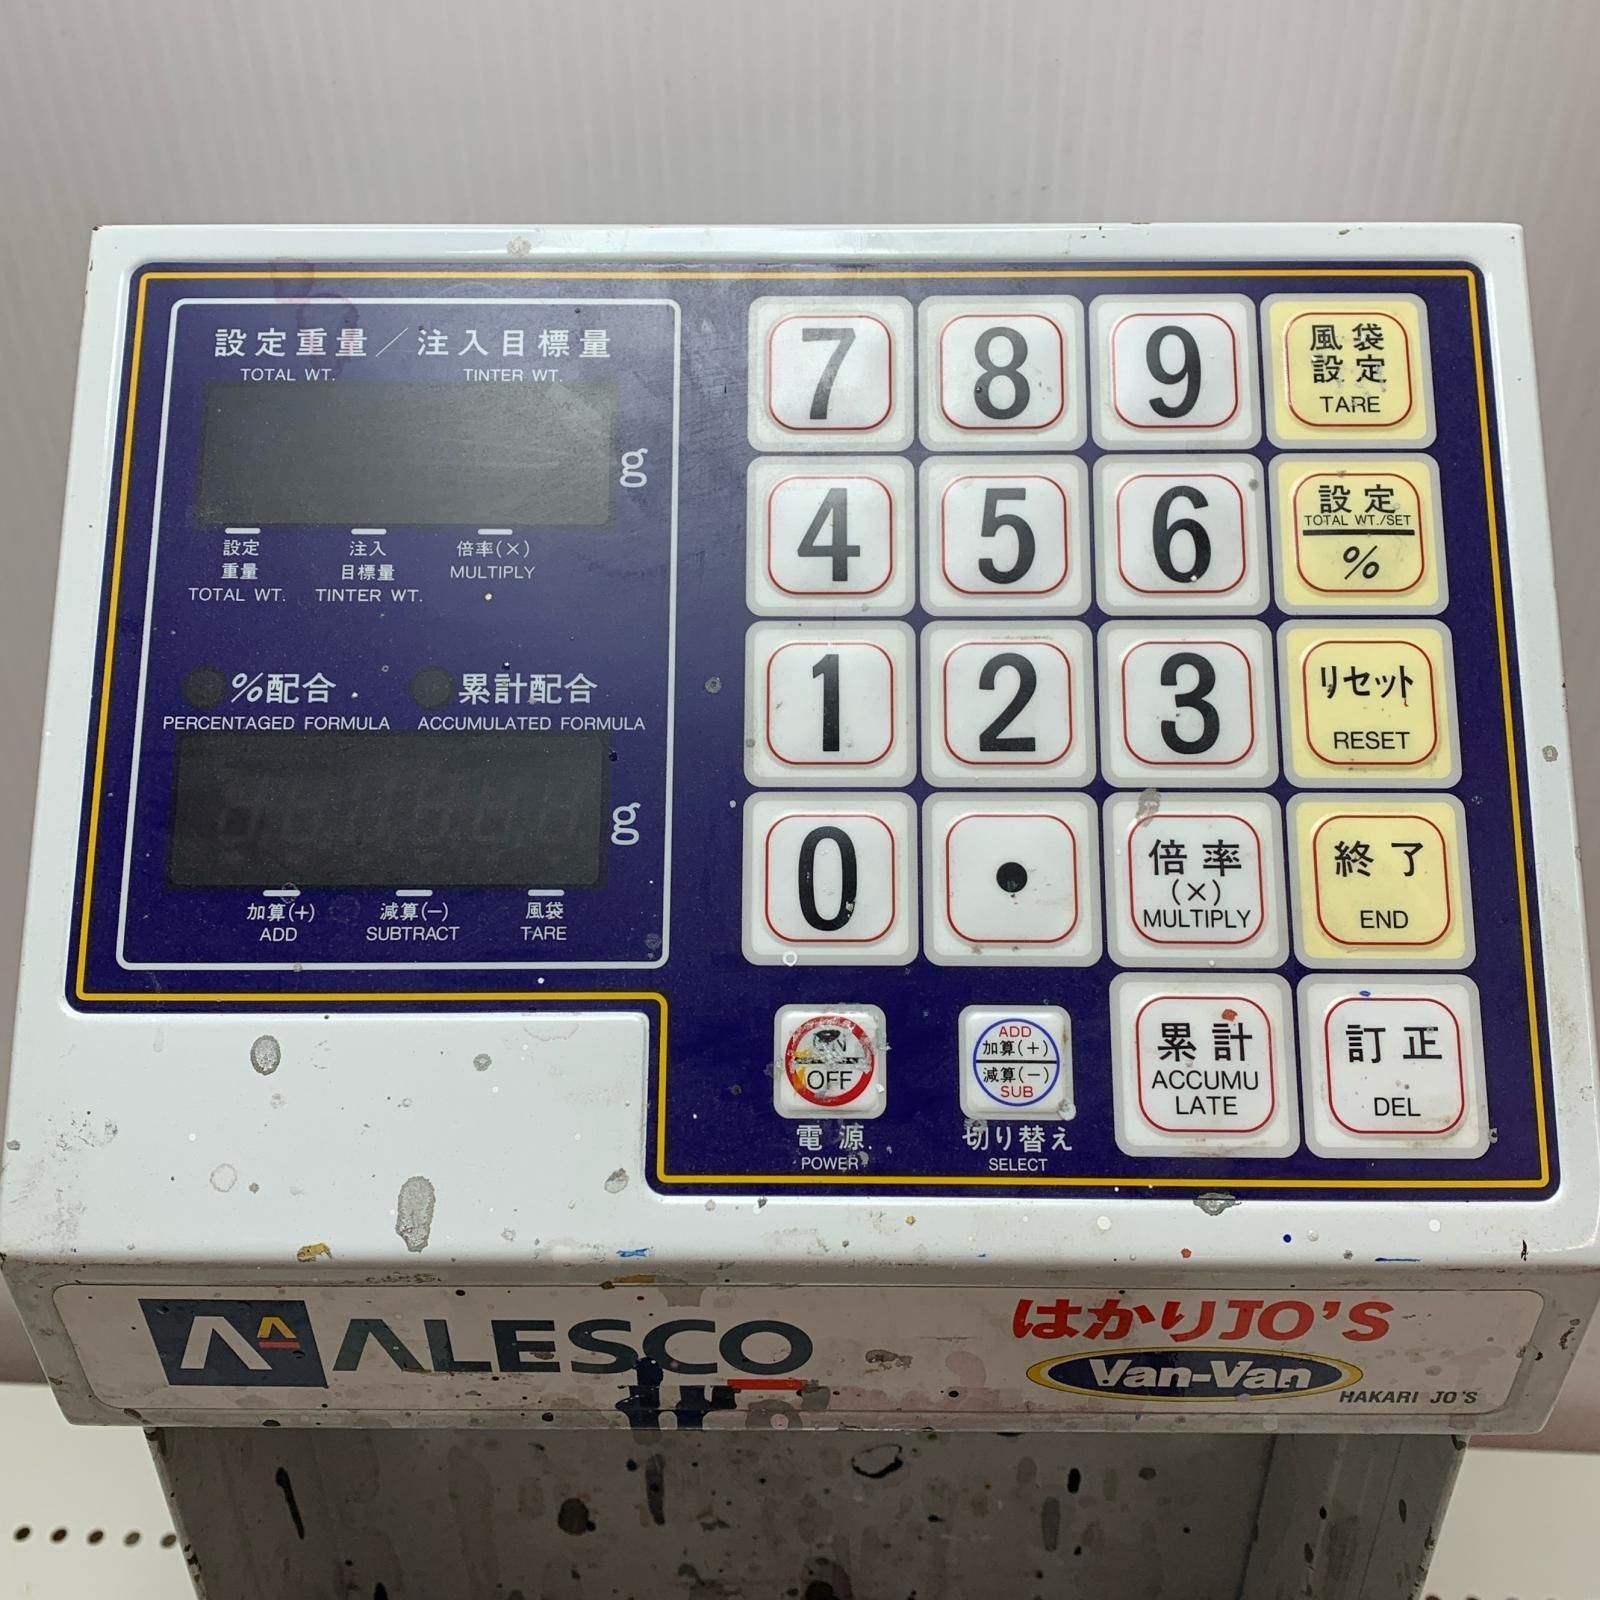 設定重量／注入目標量
TOTAL WT. TINTER WT.
g
設定
重量
TOTAL WT.
注入
目標量
TINTER WT.
倍率(×)
MULTIPLY
%配合
PERCENTAGED FORMULA
累計配合
ACCUMULATED FORMULA
g
加算(+)
ADD
減算(−)
SUBTRACT
風袋
TARE
7
8
9
風袋
設定
TARE
4
5
6
設定
TOTAL WT./SET
%
1
2
3
リセット
RESET
0
•
倍率
(×)
MULTIPLY
終了
END
ON
OFF
電源
POWER
ADD
加算(+)
減算(−)
SUB
切り替え
SELECT
累計
ACCUMU
LATE
訂正
DEL
ALESCO
はかりJO'S
Van-Van
HAKARI JO'S